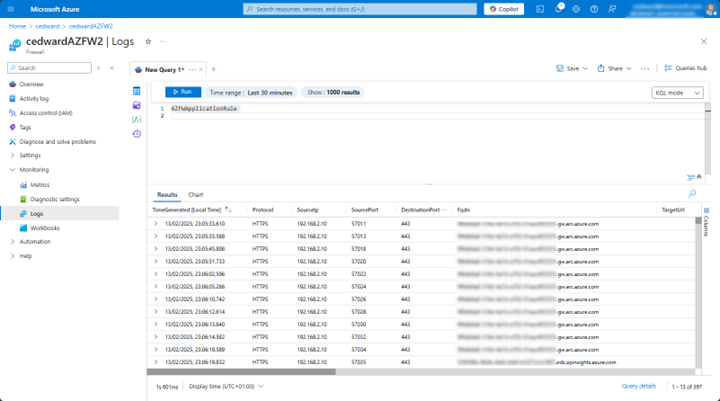 Microsoft Azure
Search resources, services, and docs (G+/)
Copilot
1
Home > cedward > cedwardAZFW2
cedwardAZFW2 | Logs
Firewall
Search
Overview
Activity log
Access control (IAM)
Tags
Diagnose and solve problems
Settings
Monitoring
Metrics
Diagnostic settings
Logs
Workbooks
Automation
Help
New Query 1*
Save
Share
Queries hub
Run
Time range : Last 30 minutes
Show : 1000 results
KQL mode
1 AZFWApplicationRule
2
Results Chart
TimeGenerated [Local Time] Protocol SourceIp SourcePort DestinationPort Fqdn TargetUrl
13/02/2025, 23:05:33.610 HTTPS 192.168.2.10 57011 443 .gw.arc.azure.com
13/02/2025, 23:05:35.588 HTTPS 192.168.2.10 57013 443 .gw.arc.azure.com
13/02/2025, 23:05:45.898 HTTPS 192.168.2.10 57018 443 .gw.arc.azure.com
13/02/2025, 23:05:51.733 HTTPS 192.168.2.10 57020 443 .gw.arc.azure.com
13/02/2025, 23:06:02.596 HTTPS 192.168.2.10 57022 443 .gw.arc.azure.com
13/02/2025, 23:06:05.286 HTTPS 192.168.2.10 57024 443 .gw.arc.azure.com
13/02/2025, 23:06:10.742 HTTPS 192.168.2.10 57026 443 .gw.arc.azure.com
13/02/2025, 23:06:12.614 HTTPS 192.168.2.10 57028 443 .gw.arc.azure.com
13/02/2025, 23:06:13.640 HTTPS 192.168.2.10 57030 443 .gw.arc.azure.com
13/02/2025, 23:06:14.582 HTTPS 192.168.2.10 57032 443 .gw.arc.azure.com
13/02/2025, 23:06:19.589 HTTPS 192.168.2.10 57034 443 .gw.arc.azure.com
13/02/2025, 23:06:19.832 HTTPS 192.168.2.10 57035 443 .ods.opinsights.azure.com
Columns
1s 601ms
Display time (UTC+01:00)
Query details
1 - 13 of 397